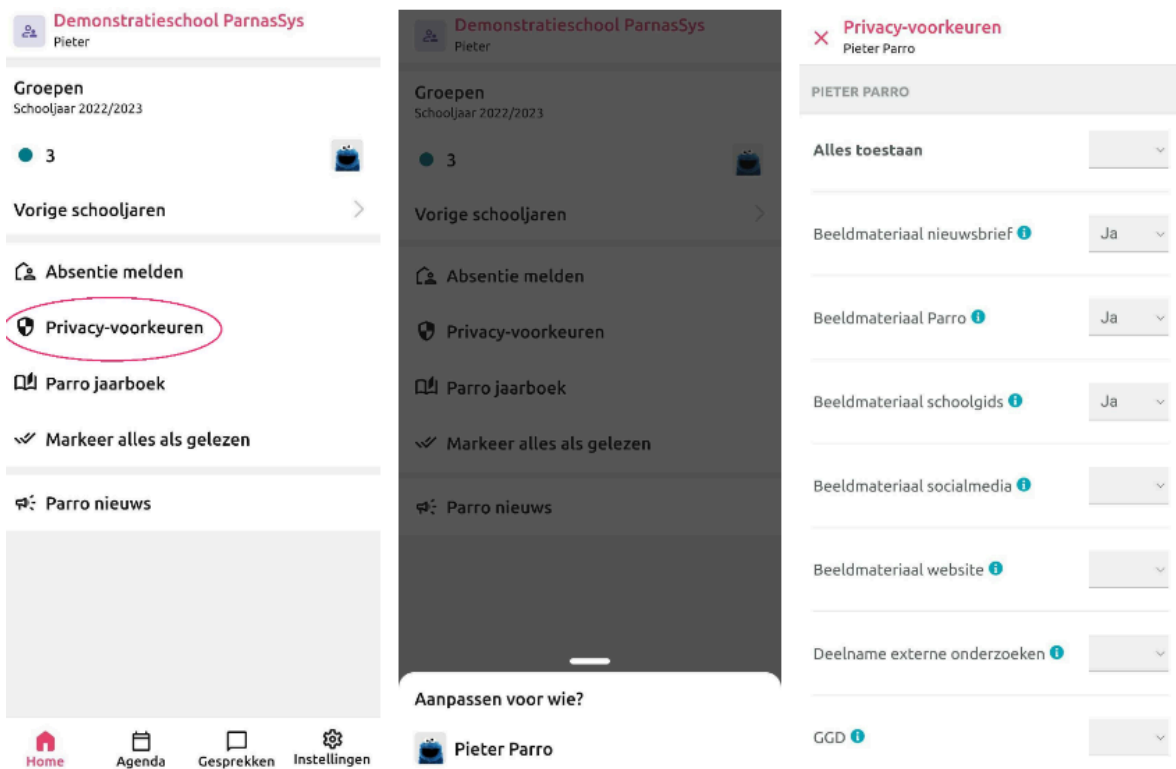 Demonstratieschool ParnasSys
Pieter
Groepen
Schooljaar 2022/2023
3
Vorige schooljaren
Absentie melden
Privacy-voorkeuren
Parro jaarboek
Markeer alles als gelezen
Parro nieuws
Home
Agenda
Gesprekken
Instellingen
Demonstratieschool ParnasSys
Pieter
Groepen
Schooljaar 2022/2023
3
Vorige schooljaren
Absentie melden
Privacy-voorkeuren
Parro jaarboek
Markeer alles als gelezen
Parro nieuws
Aanpassen voor wie?
Pieter Parro
Privacy-voorkeuren
Pieter Parro
PIETER PARRO
Alles toestaan
Beeldmateriaal nieuwsbrief Ja
Beeldmateriaal Parro Ja
Beeldmateriaal schoolgids Ja
Beeldmateriaal socialmedia
Beeldmateriaal website
Deelname externe onderzoeken
GGD